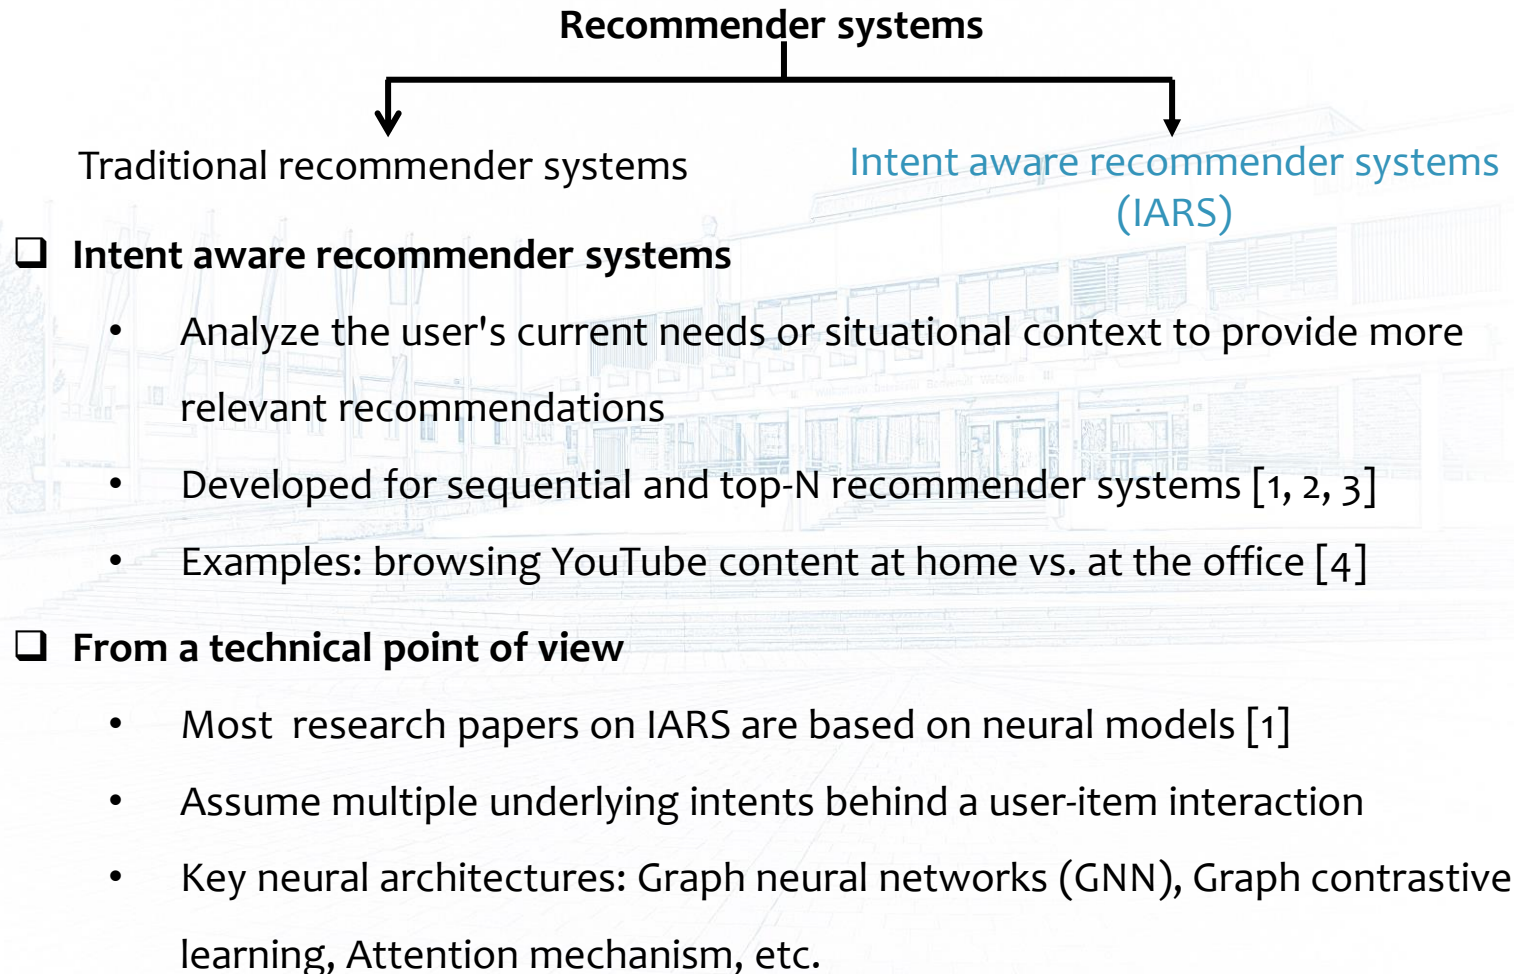 Recommender systems
Traditional recommender systems
Intent aware recommender systems
(IARS)
❑ Intent aware recommender systems
• Analyze the user's current needs or situational context to provide more
relevant recommendations
• Developed for sequential and top-N recommender systems [1, 2, 3]
• Examples: browsing YouTube content at home vs. at the office [4]
❑ From a technical point of view
• Most research papers on IARS are based on neural models [1]
• Assume multiple underlying intents behind a user-item interaction
• Key neural architectures: Graph neural networks (GNN), Graph contrastive
learning, Attention mechanism, etc.